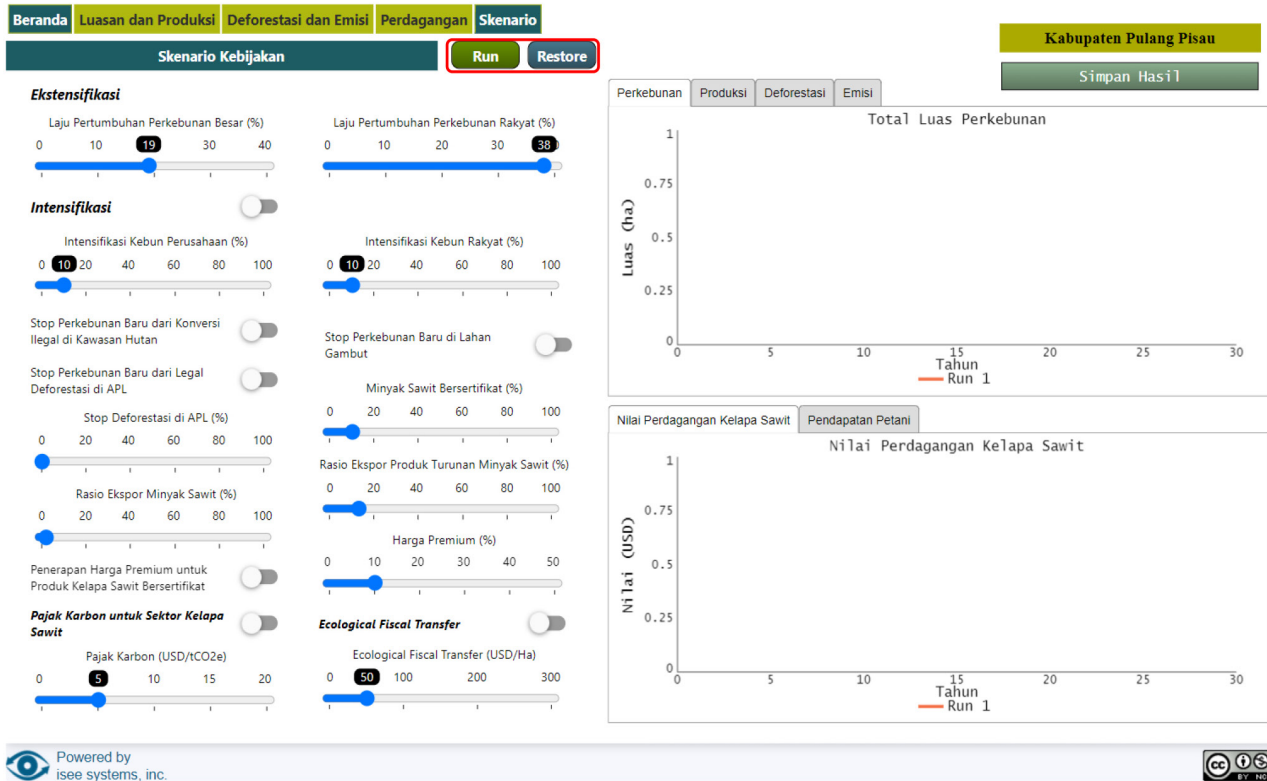 Beranda
Luasan dan Produksi
Deforestasi dan Emisi
Perdagangan
Skenario
Skenario Kebijakan
Run
Restore
Kabupaten Pulang Pisau
Simpan Hasil
Ekstensifikasi
Laju Pertumbuhan Perkebunan Besar (%)
0 10 19 30 40
Laju Pertumbuhan Perkebunan Rakyat (%)
0 10 20 30 38
Intensifikasi
Intensifikasi Kebun Perusahaan (%)
0 10 20 40 60 80 100
Intensifikasi Kebun Rakyat (%)
0 10 20 40 60 80 100
Stop Perkebunan Baru dari Konversi
Ilegal di Kawasan Hutan
Stop Perkebunan Baru di Lahan
Gambut
Stop Perkebunan Baru dari Legal
Deforestasi di APL
Minyak Sawit Bersertifikat (%)
0 20 40 60 80 100
Stop Deforestasi di APL (%)
0 20 40 60 80 100
Rasio Ekspor Produk Turunan Minyak Sawit (%)
0 20 40 60 80 100
Rasio Ekspor Minyak Sawit (%)
0 20 40 60 80 100
Harga Premium (%)
0 10 20 30 40 50
Penerapan Harga Premium untuk
Produk Kelapa Sawit Bersertifikat
Pajak Karbon untuk Sektor Kelapa
Sawit
Ecological Fiscal Transfer
Pajak Karbon (USD/tCO2e)
0 5 10 15 20
Ecological Fiscal Transfer (USD/Ha)
0 50 100 200 300
Perkebunan
Produksi
Deforestasi
Emisi
Total Luas Perkebunan
Luas (ha)
1
0.75
0.5
0.25
0
0 5 10 15 20 25 30
Tahun
Run 1
Nilai Perdagangan Kelapa Sawit
Pendapatan Petani
Nilai Perdagangan Kelapa Sawit
Nilai (USD)
1
0.75
0.5
0.25
0
0 5 10 15 20 25 30
Tahun
Run 1
Powered by
isee systems, inc.
cc
BY NC